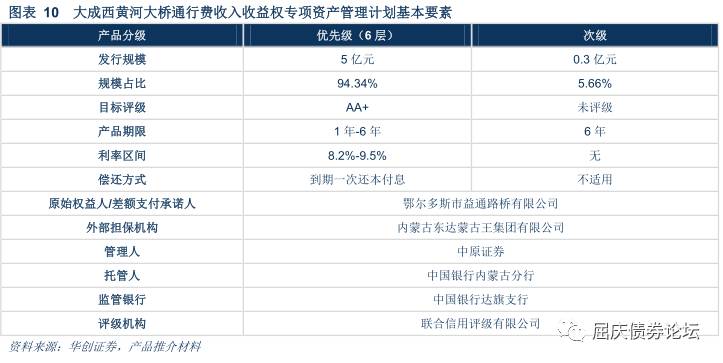 图表 10 大成西黄河大桥通行费收入收益权专项资产管理计划基本要素
产品分级 优先级（6 层） 次级
发行规模 5 亿元 0.3 亿元
规模占比 94.34% 5.66%
目标评级 AA+ 未评级
产品期限 1 年-6 年 6 年
利率区间 8.2%-9.5% 无
偿还方式 到期一次还本付息 不适用
原始权益人/差额支付承诺人 鄂尔多斯市益通路桥有限公司
外部担保机构 内蒙古东达蒙古王集团有限公司
管理人 中原证券
托管人 中国银行内蒙古分行
监管银行 中国银行达旗支行
评级机构 联合信用评级有限公司
资料来源：华创证券，产品推介材料
屈庆债券论坛